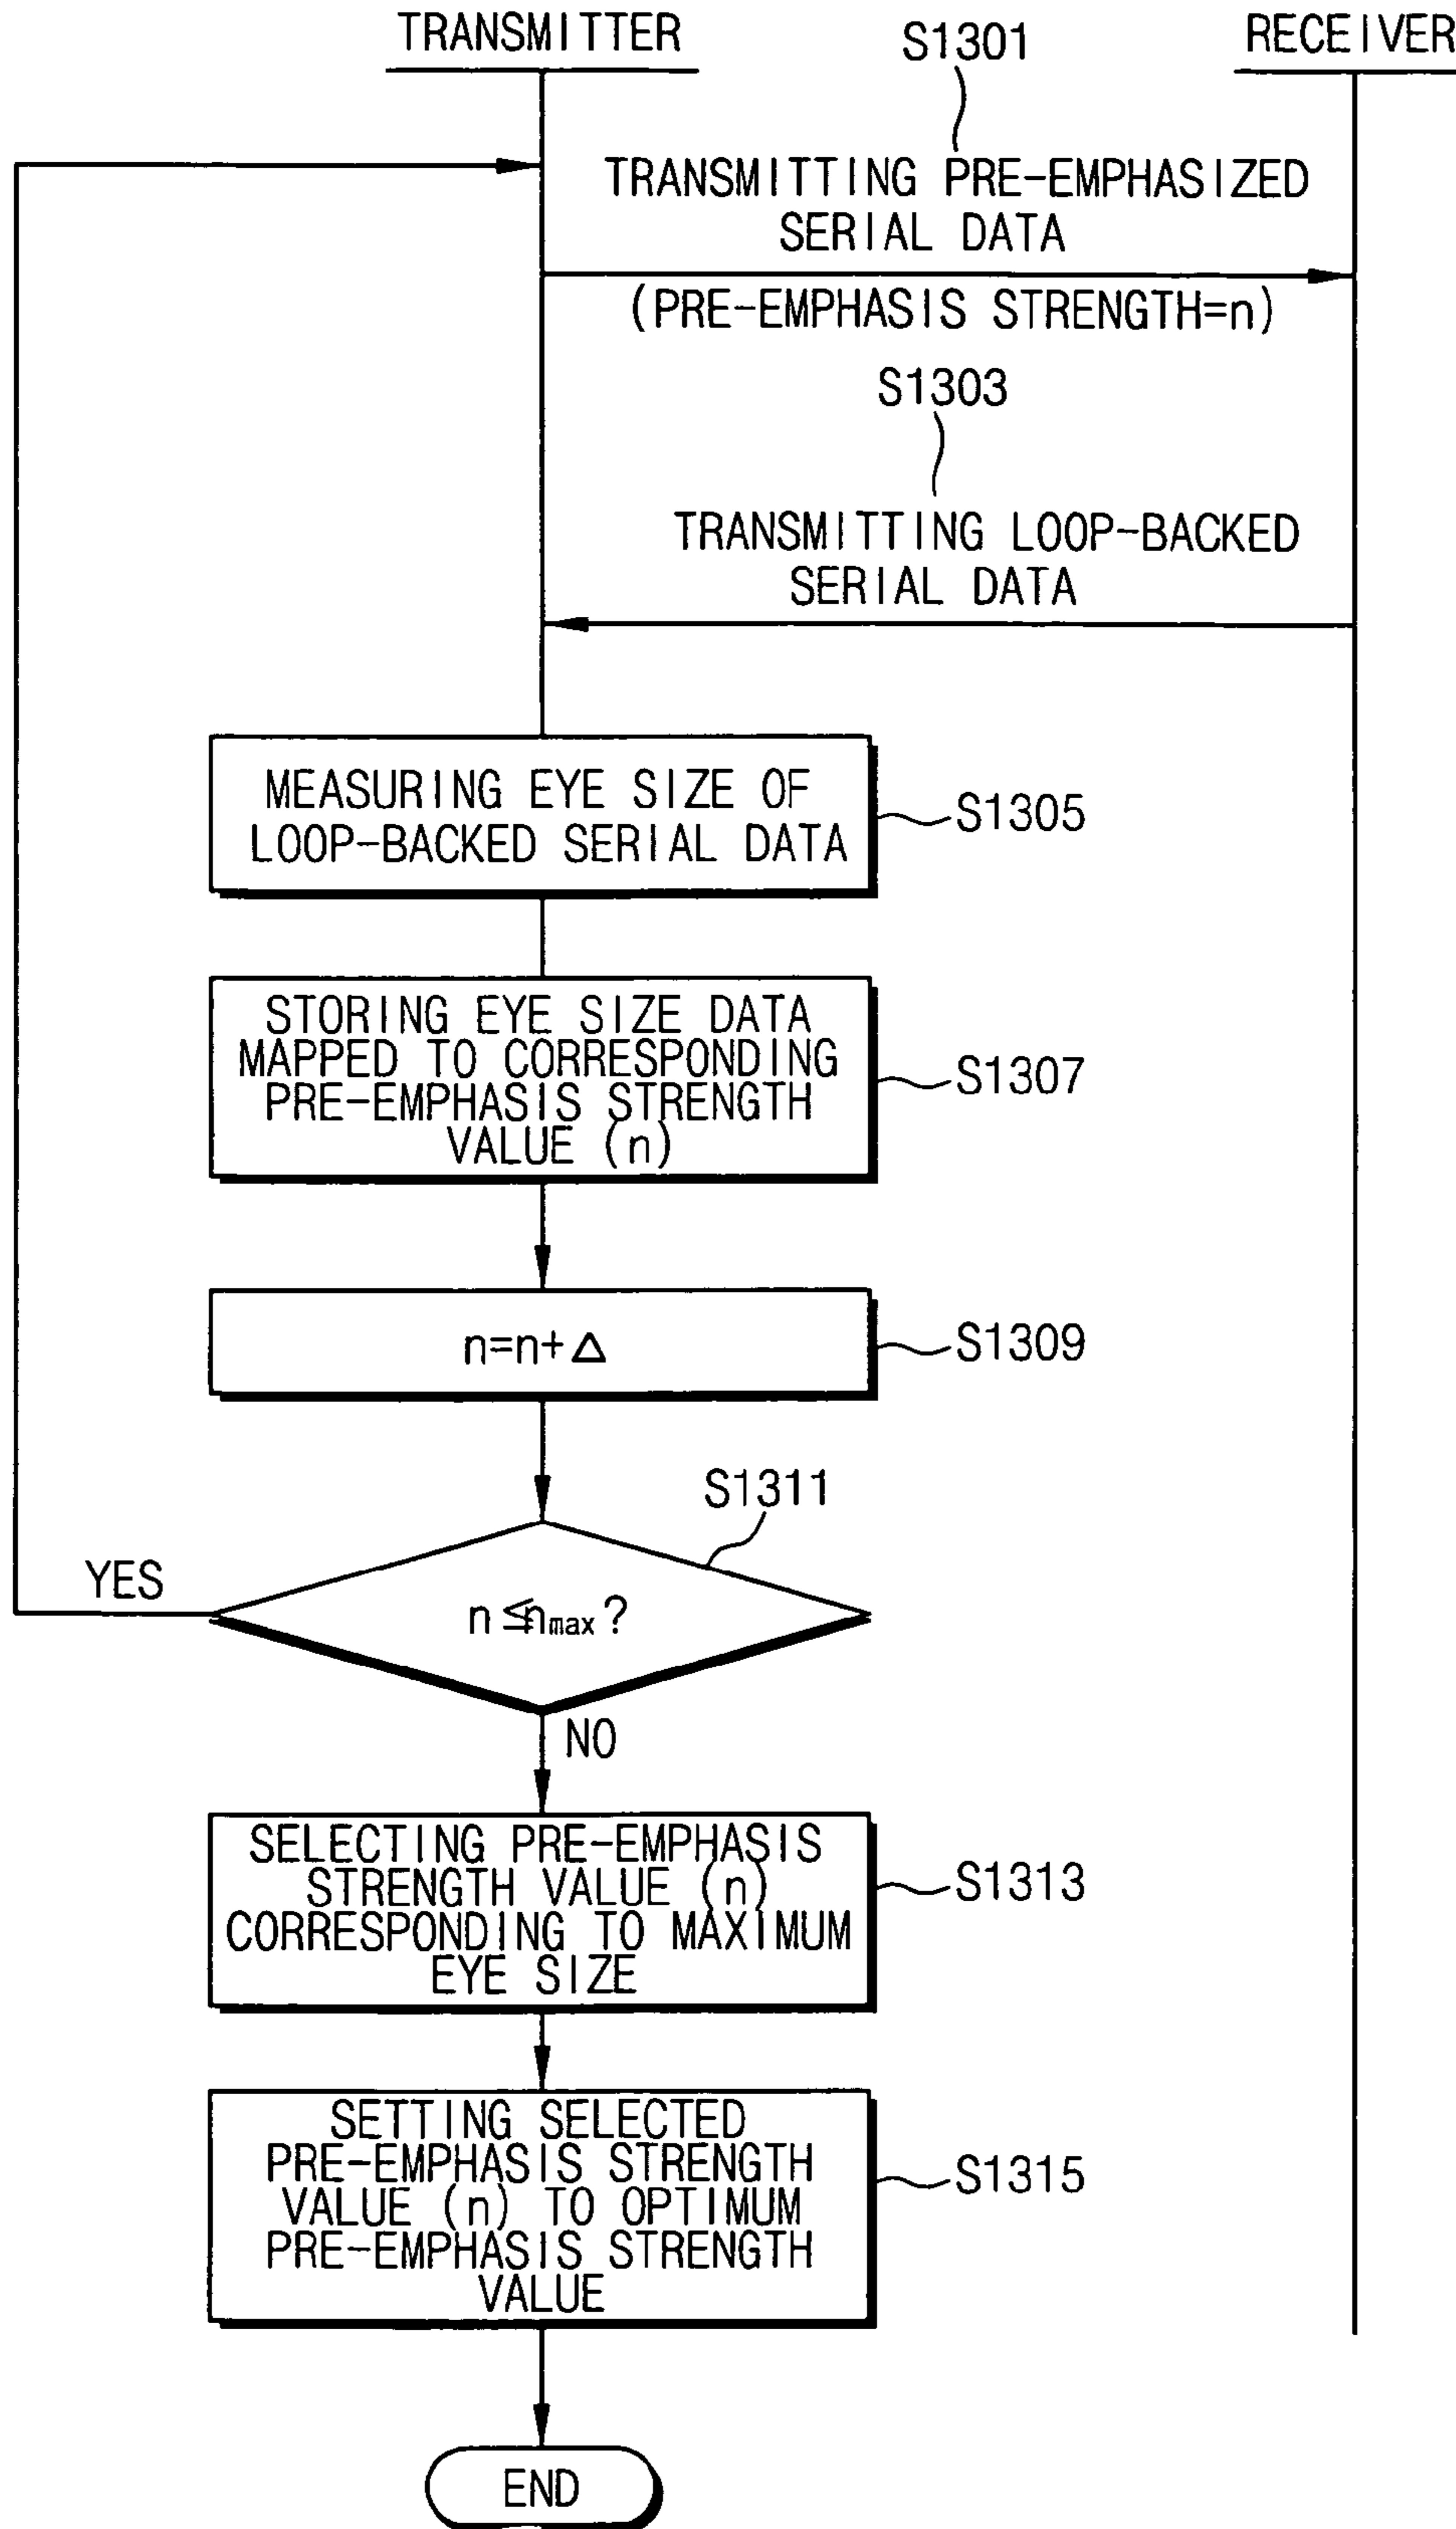 TRANSMITTER
S1301
RECEIVER
TRANSMITTING PRE-EMPHASIZED
SERIAL DATA
(PRE-EMPHASIS STRENGTH=n)
S1303
TRANSMITTING LOOP-BACKED
SERIAL DATA
MEASURING EYE SIZE OF
LOOP-BACKED SERIAL DATA
S1305
STORING EYE SIZE DATA
MAPPED TO CORRESPONDING
PRE-EMPHASIS STRENGTH
VALUE (n)
S1307
n=n+Δ
S1309
S1311
YES
n≦nmax?
NO
SELECTING PRE-EMPHASIS
STRENGTH VALUE (n)
CORRESPONDING TO MAXIMUM
EYE SIZE
S1313
SETTING SELECTED
PRE-EMPHASIS STRENGTH
VALUE (n) TO OPTIMUM
PRE-EMPHASIS STRENGTH
VALUE
S1315
END